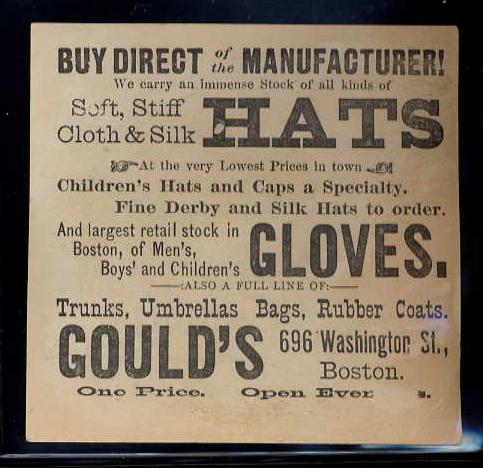 BUY DIRECT of the MANUFACTURER!
We carry an Immense Stock of all kinds of
Soft, Stiff
Cloth & Silk HATS
At the very Lowest Prices in town
Children's Hats and Caps a Specialty.
Fine Derby and Silk Hats to order.
And largest retail stock in
Boston, of Men's,
Boys' and Children's GLOVES.
:ALSO A FULL LINE OF:
Trunks, Umbrellas Bags, Rubber Coats.
GOULD'S 696 Washington St.,
Boston.
One Price. Open Ever s.